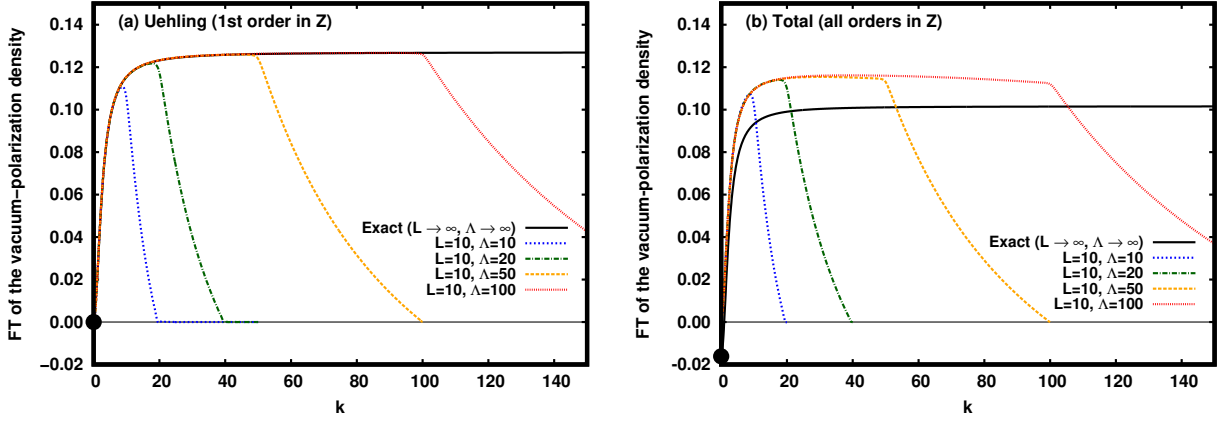 (a) Uehling (1st order in Z)
FT of the vacuum−polarization density
0.14
0.12
0.10
0.08
0.06
0.04
0.02
0.00
−0.02
0 20 40 60 80 100 120 140
k
Exact (L → ∞, Λ → ∞)
L=10, Λ=10
L=10, Λ=20
L=10, Λ=50
L=10, Λ=100
(b) Total (all orders in Z)
FT of the vacuum-polarization density
0.14
0.12
0.10
0.08
0.06
0.04
0.02
0.00
-0.02
0 20 40 60 80 100 120 140
k
Exact (L → ∞, Λ → ∞)
L=10, Λ=10
L=10, Λ=20
L=10, Λ=50
L=10, Λ=100